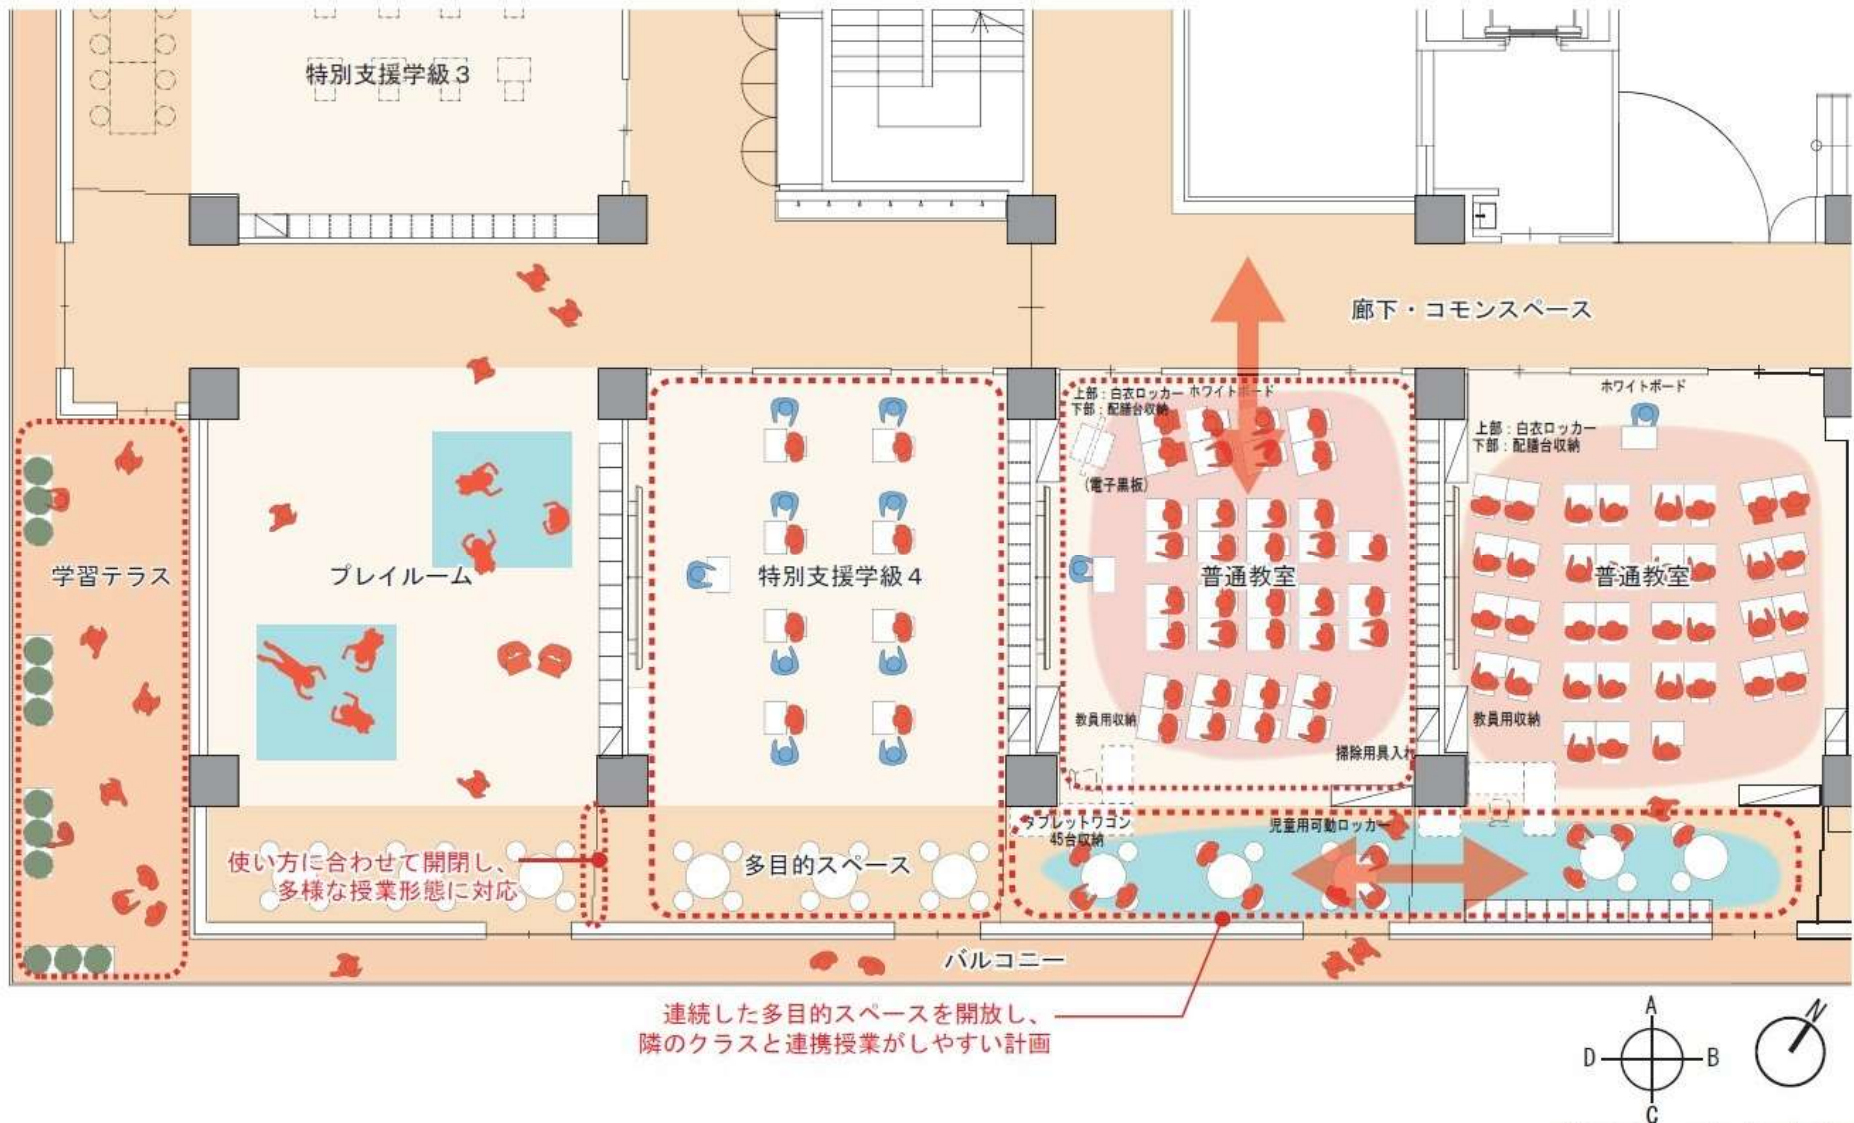 特別支援学級３
廊下・コモンスペース
上部：白衣ロッカー
下部：配膳台収納
ホワイトボード
（電子黒板）
ホワイトボード
上部：白衣ロッカー
下部：配膳台収納
学習テラス
プレイルーム
特別支援学級４
普通教室
普通教室
教員用収納
掃除用具入れ
教員用収納
タブレットワゴン
45台収納
児童用可動ロッカー
使い方に合わせて開閉し、
多様な授業形態に対応
多目的スペース
バルコニー
連続した多目的スペースを開放し、
隣のクラスと連携授業がしやすい計画
A
D
B
C
N